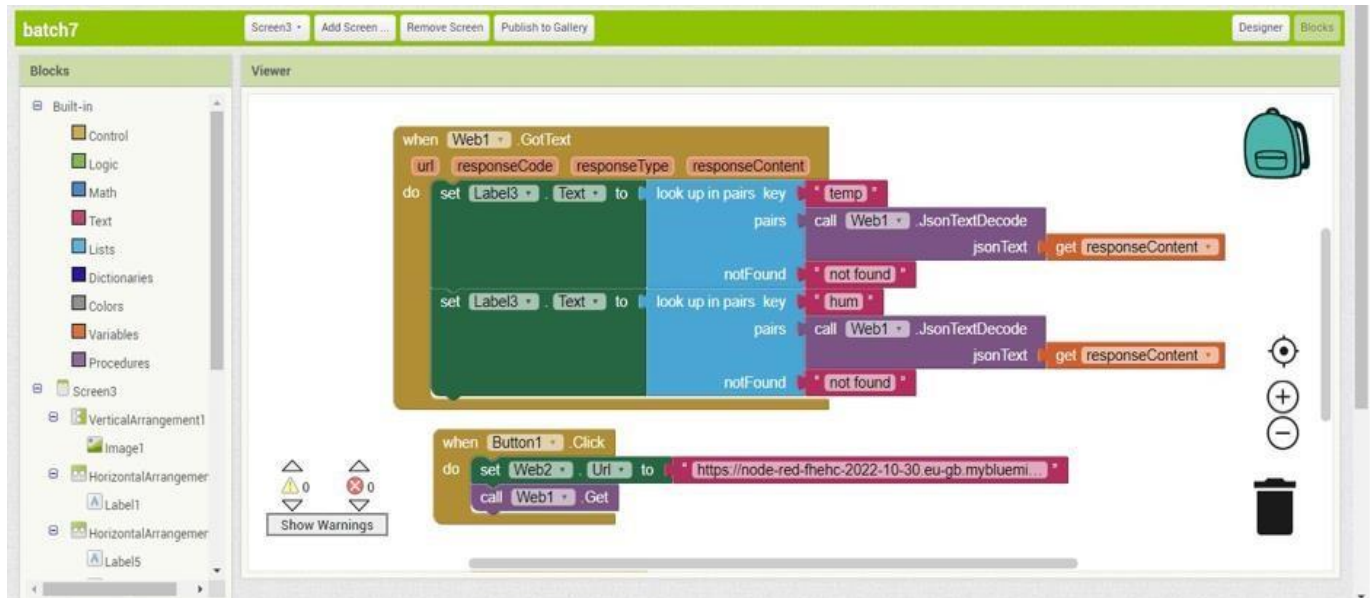 batch7 Screen3 Add Screen ... Remove Screen Publish to Gallery Designer Blocks
Blocks
Built-in
Control
Logic
Math
Text
Lists
Dictionaries
Colors
Variables
Procedures
Screen3
VerticalArrangement1
Image1
HorizontalArrangemer
Label1
HorizontalArrangemer
Label5
Viewer
when Web1 .GotText
url responseCode responseType responseContent
do set Label3 . Text to look up in pairs key " temp "
pairs call Web1 .JsonTextDecode
jsonText get responseContent
notFound " not found "
set Label3 . Text to look up in pairs key " hum "
pairs call Web1 .JsonTextDecode
jsonText get responseContent
notFound " not found "
when Button1 .Click
do set Web2 . Url to " https://node-red-fhehc-2022-10-30.eu-gb.mybluemi... "
call Web1 .Get
0 0
Show Warnings